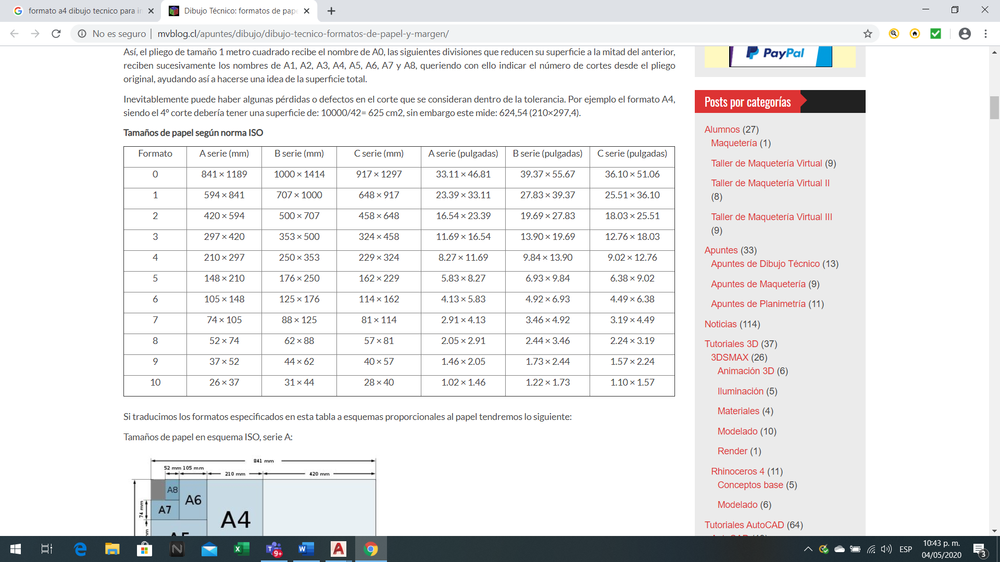 formato a4 dibujo tecnico para in
Dibujo Técnico: formatos de pape
No es seguro
mvblog.cl/apuntes/dibujo/dibujo-tecnico-formatos-de-papel-y-margen/
Así, el pliego de tamaño 1 metro cuadrado recibe el nombre de A0, las siguientes divisiones que reducen su superficie a la mitad del anterior,
reciben sucesivamente los nombres de A1, A2, A3, A4, A5, A6, A7 y A8, queriendo con ello indicar el número de cortes desde el pliego
original, ayudando así a hacerse una idea de la superficie total.
Inevitablemente puede haber algunas pérdidas o defectos en el corte que se consideran dentro de la tolerancia. Por ejemplo el formato A4,
siendo el 4º corte debería tener una superficie de: 10000/42= 625 cm2, sin embargo este mide: 624,54 (210×297,4).
Tamaños de papel según norma ISO
Formato A serie (mm) B serie (mm) C serie (mm) A serie (pulgadas) B serie (pulgadas) C serie (pulgadas)
0 841 × 1189 1000 × 1414 917 × 1297 33.11 × 46.81 39.37 × 55.67 36.10 × 51.06
1 594 × 841 707 × 1000 648 × 917 23.39 × 33.11 27.83 × 39.37 25.51 × 36.10
2 420 × 594 500 × 707 458 × 648 16.54 × 23.39 19.69 × 27.83 18.03 × 25.51
3 297 × 420 353 × 500 324 × 458 11.69 × 16.54 13.90 × 19.69 12.76 × 18.03
4 210 × 297 250 × 353 229 × 324 8.27 × 11.69 9.84 × 13.90 9.02 × 12.76
5 148 × 210 176 × 250 162 × 229 5.83 × 8.27 6.93 × 9.84 6.38 × 9.02
6 105 × 148 125 × 176 114 × 162 4.13 × 5.83 4.92 × 6.93 4.49 × 6.38
7 74 × 105 88 × 125 81 × 114 2.91 × 4.13 3.46 × 4.92 3.19 × 4.49
8 52 × 74 62 × 88 57 × 81 2.05 × 2.91 2.44 × 3.46 2.24 × 3.19
9 37 × 52 44 × 62 40 × 57 1.46 × 2.05 1.73 × 2.44 1.57 × 2.24
10 26 × 37 31 × 44 28 × 40 1.02 × 1.46 1.22 × 1.73 1.10 × 1.57
Si traducimos los formatos especificados en esta tabla a esquemas proporcionales al papel tendremos lo siguiente:
Tamaños de papel en esquema ISO, serie A:
841 mm
52 mm 105 mm
210 mm
420 mm
A8
A6
A7
74 mm
A4
A5
PayPal
Posts por categorías
Alumnos (27)
Maquetería (1)
Taller de Maquetería Virtual (9)
Taller de Maquetería Virtual II
(8)
Taller de Maquetería Virtual III
(9)
Apuntes (33)
Apuntes de Dibujo Técnico (13)
Apuntes de Maquetería (9)
Apuntes de Planimetría (11)
Noticias (114)
Tutoriales 3D (37)
3DSMAX (26)
Animación 3D (6)
Iluminación (5)
Materiales (4)
Modelado (10)
Render (1)
Rhinoceros 4 (11)
Conceptos base (5)
Modelado (6)
Tutoriales AutoCAD (64)
9+
ESP
10:43 p. m.
04/05/2020
3